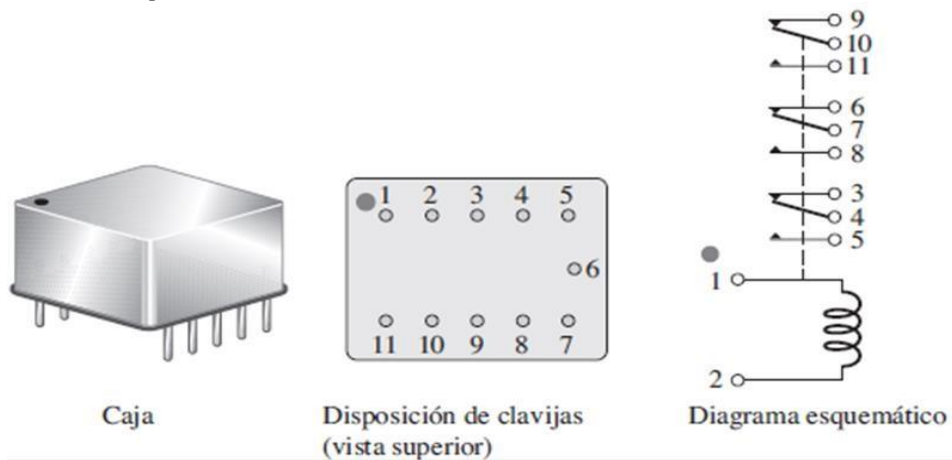 9
10
11
6
7
8
3
4
5
1
2
1 2 3 4 5
6
11 10 9 8 7
Caja
Disposición de clavijas
(vista superior)
Diagrama esquemático